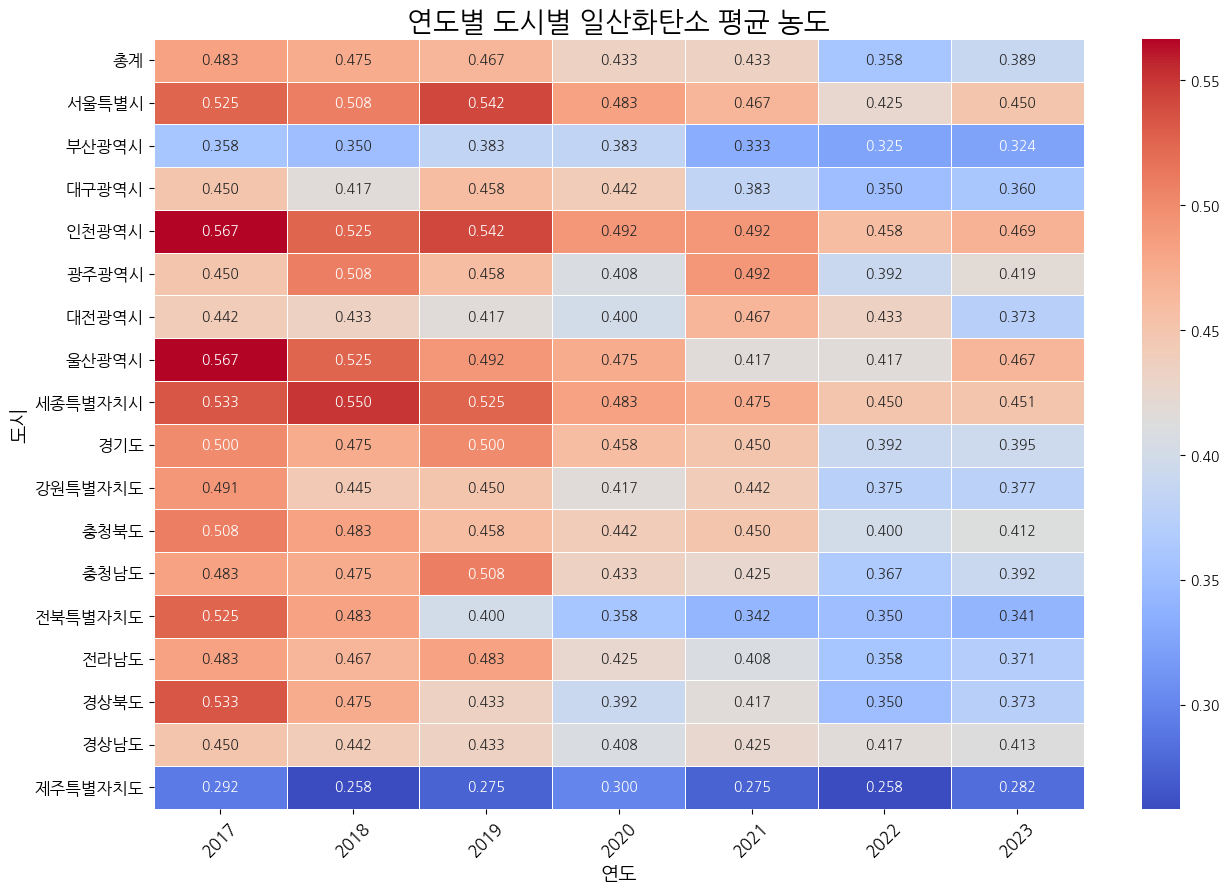 연도별 도시별 일산화탄소 평균 농도
총계 0.483 0.475 0.467 0.433 0.433 0.358 0.389
서울특별시 0.525 0.508 0.542 0.483 0.467 0.425 0.450
부산광역시 0.358 0.350 0.383 0.383 0.333 0.325 0.324
대구광역시 0.450 0.417 0.458 0.442 0.383 0.350 0.360
인천광역시 0.567 0.525 0.542 0.492 0.492 0.458 0.469
광주광역시 0.450 0.508 0.458 0.408 0.492 0.392 0.419
대전광역시 0.442 0.433 0.417 0.400 0.467 0.433 0.373
울산광역시 0.567 0.525 0.492 0.475 0.417 0.417 0.467
세종특별자치시 0.533 0.550 0.525 0.483 0.475 0.450 0.451
경기도 0.500 0.475 0.500 0.458 0.450 0.392 0.395
강원특별자치도 0.491 0.445 0.450 0.417 0.442 0.375 0.377
충청북도 0.508 0.483 0.458 0.442 0.450 0.400 0.412
충청남도 0.483 0.475 0.508 0.433 0.425 0.367 0.392
전북특별자치도 0.525 0.483 0.400 0.358 0.342 0.350 0.341
전라남도 0.483 0.467 0.483 0.425 0.408 0.358 0.371
경상북도 0.533 0.475 0.433 0.392 0.417 0.350 0.373
경상남도 0.450 0.442 0.433 0.408 0.425 0.417 0.413
제주특별자치도 0.292 0.258 0.275 0.300 0.275 0.258 0.282
2017 2018 2019 2020 2021 2022 2023
연도
도시
0.55
0.50
0.45
0.40
0.35
0.30